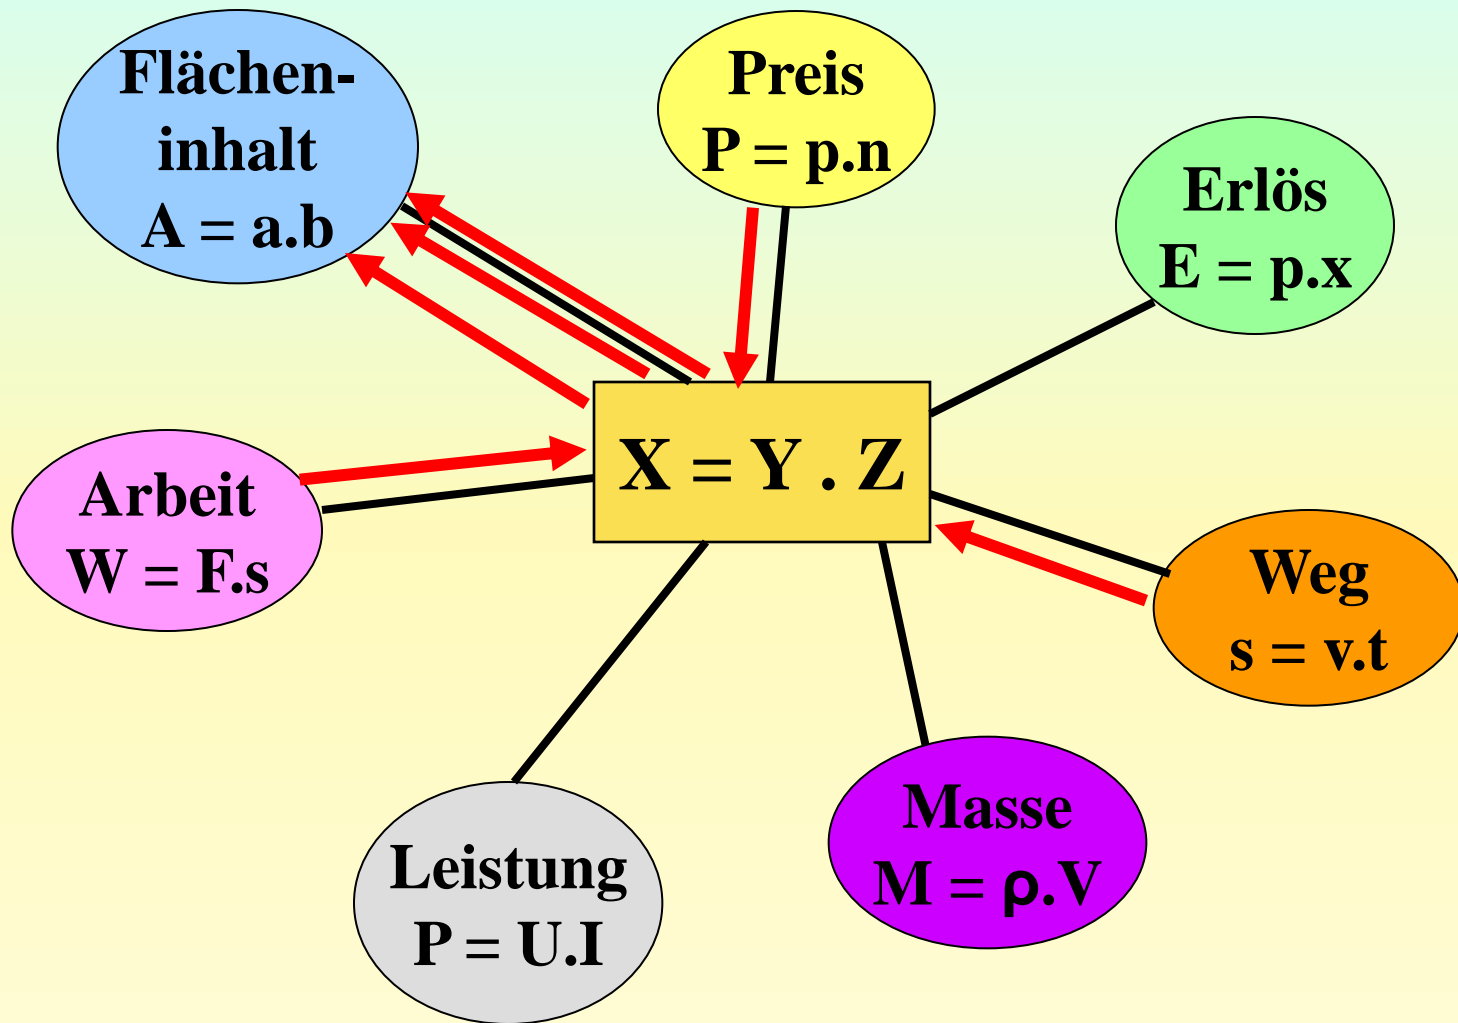 Flächen-
inhalt
A = a.b
Preis
P = p.n
Erlös
E = p.x
X = Y . Z
Arbeit
W = F.s
Weg
s = v.t
Masse
M = ρ.V
Leistung
P = U.I